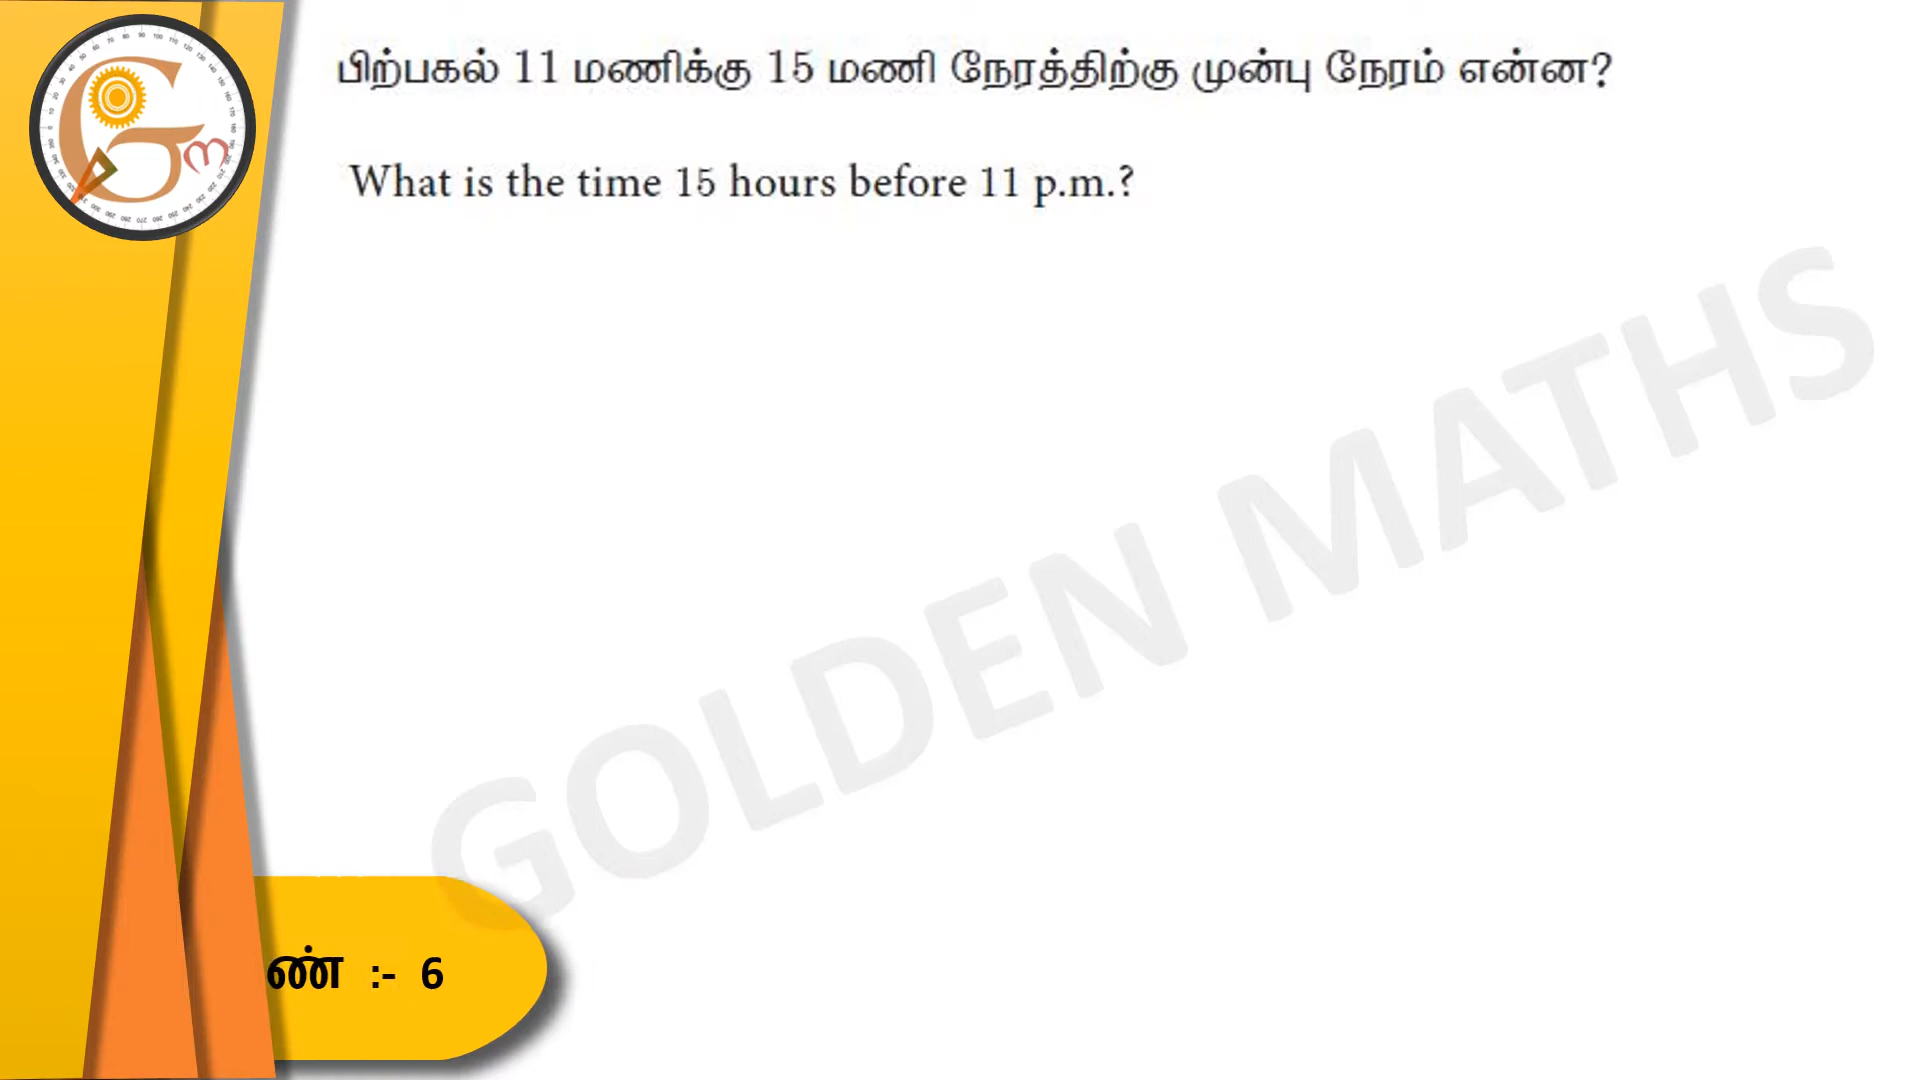 பிற்பகல் 11 மணிக்கு 15 மணி நேரத்திற்கு முன்பு நேரம் என்ன?
What is the time 15 hours before 11 p.m.?
GOLDEN MATHS
ண் :- 6